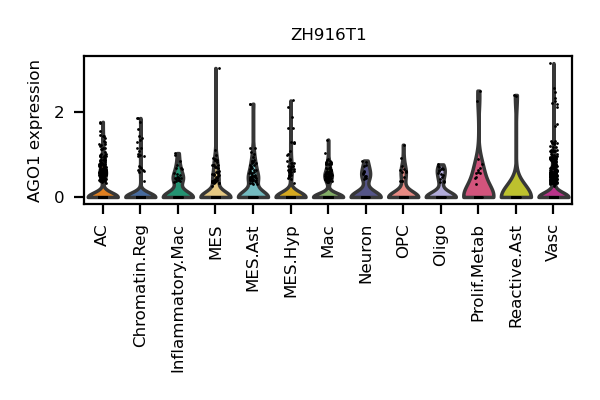 ZH916T1
AGO1 expression
2
0
AC
Chromatin.Reg
Inflammatory.Mac
MES
MES.Ast
MES.Hyp
Mac
Neuron
OPC
Oligo
Prolif.Metab
Reactive.Ast
Vasc